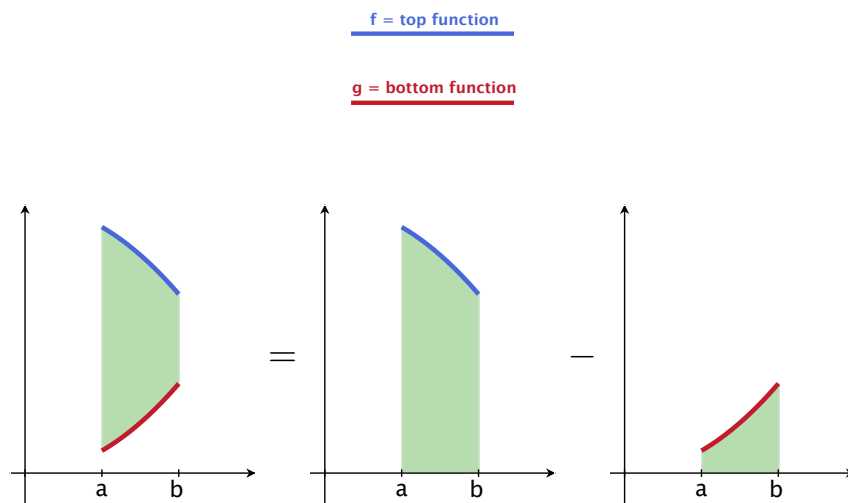 f = top function
g = bottom function
= −
a b a b a b